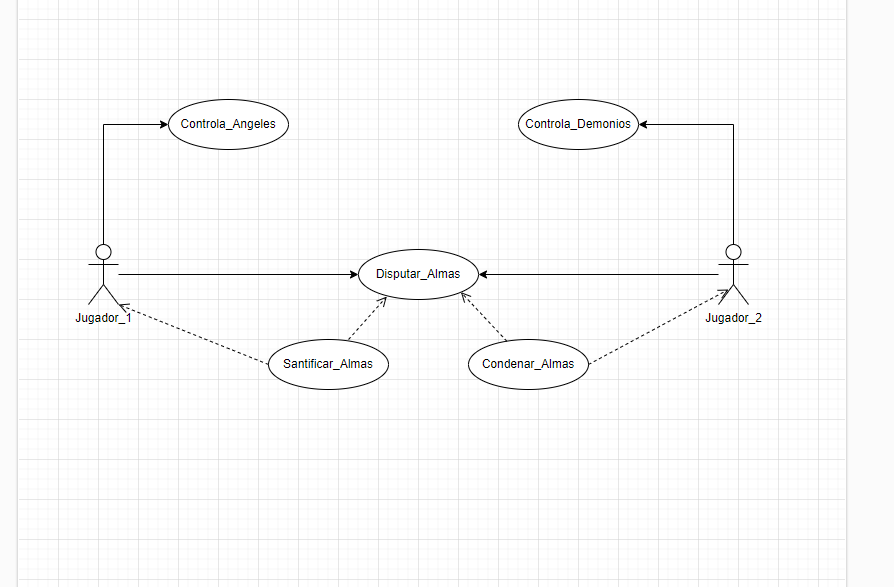 Controla_Angeles
Controla_Demonios
Disputar_Almas
Jugador_1
Jugador_2
Santificar_Almas
Condenar_Almas